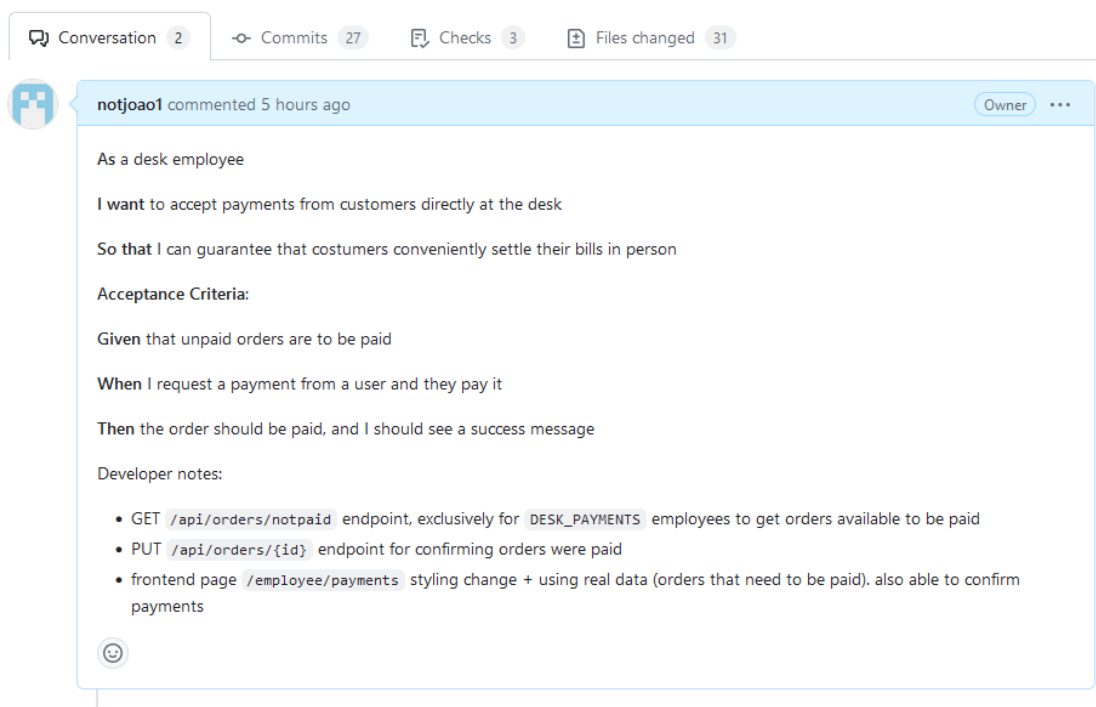 Conversation 2 Commits 27 Checks 3 Files changed 31
notjoao1 commented 5 hours ago Owner ...
As a desk employee
I want to accept payments from customers directly at the desk
So that I can guarantee that costumers conveniently settle their bills in person
Acceptance Criteria:
Given that unpaid orders are to be paid
When I request a payment from a user and they pay it
Then the order should be paid, and I should see a success message
Developer notes:
• GET /api/orders/notpaid endpoint, exclusively for DESK_PAYMENTS employees to get orders available to be paid
• PUT /api/orders/{id} endpoint for confirming orders were paid
• frontend page /employee/payments styling change + using real data (orders that need to be paid). also able to confirm
payments